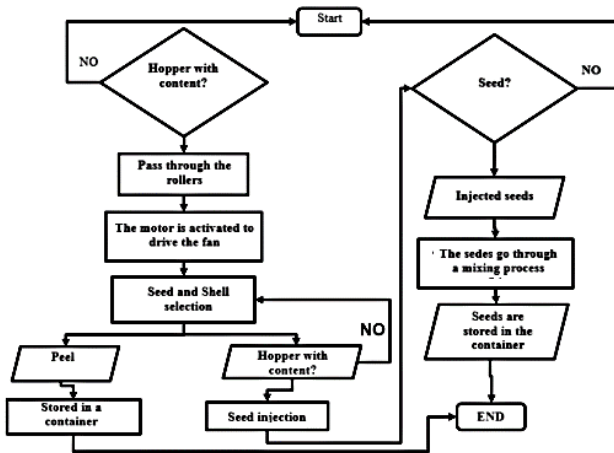 Start
NO
Hopper with
content?
Pass through the
rollers
The motor is activated to
drive the fan
Seed and Shell
selection
NO
Peel
Hopper with
content?
Stored in a
container
Seed injection
Seed?
NO
Injected seeds
The sedes go through
a mixing process
Seeds are
stored in the
container
END